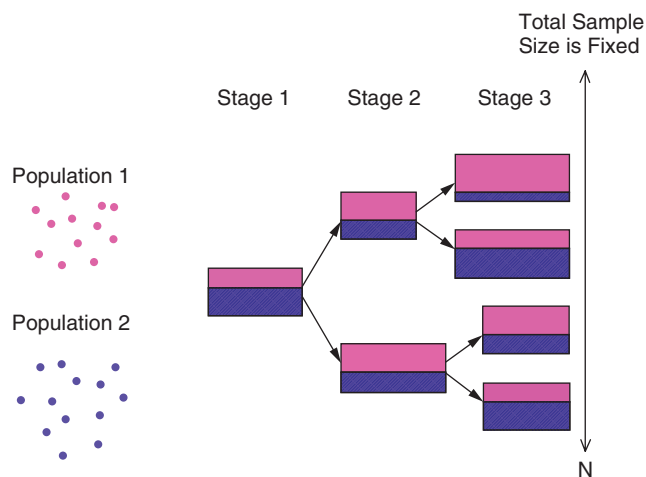 Total Sample
Size is Fixed
Stage 1
Stage 2
Stage 3
Population 1
Population 2
N